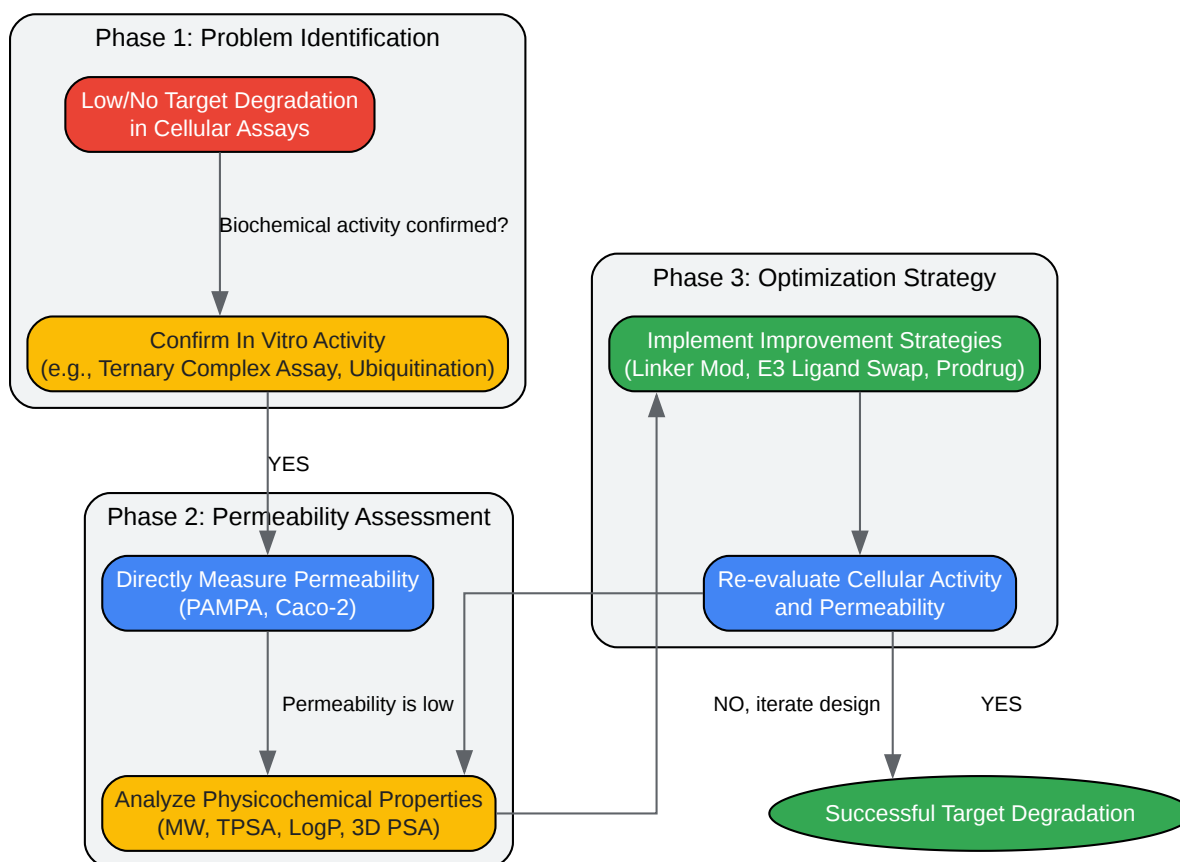 Phase 1: Problem Identification
Low/No Target Degradation
in Cellular Assays
Biochemical activity confirmed?
Confirm In Vitro Activity
(e.g., Ternary Complex Assay, Ubiquitination)
YES
Phase 2: Permeability Assessment
Directly Measure Permeability
(PAMPA, Caco-2)
Permeability is low
Analyze Physicochemical Properties
(MW, TPSA, LogP, 3D PSA)
Phase 3: Optimization Strategy
Implement Improvement Strategies
(Linker Mod, E3 Ligand Swap, Prodrug)
Re-evaluate Cellular Activity
and Permeability
NO, iterate design
YES
Successful Target Degradation